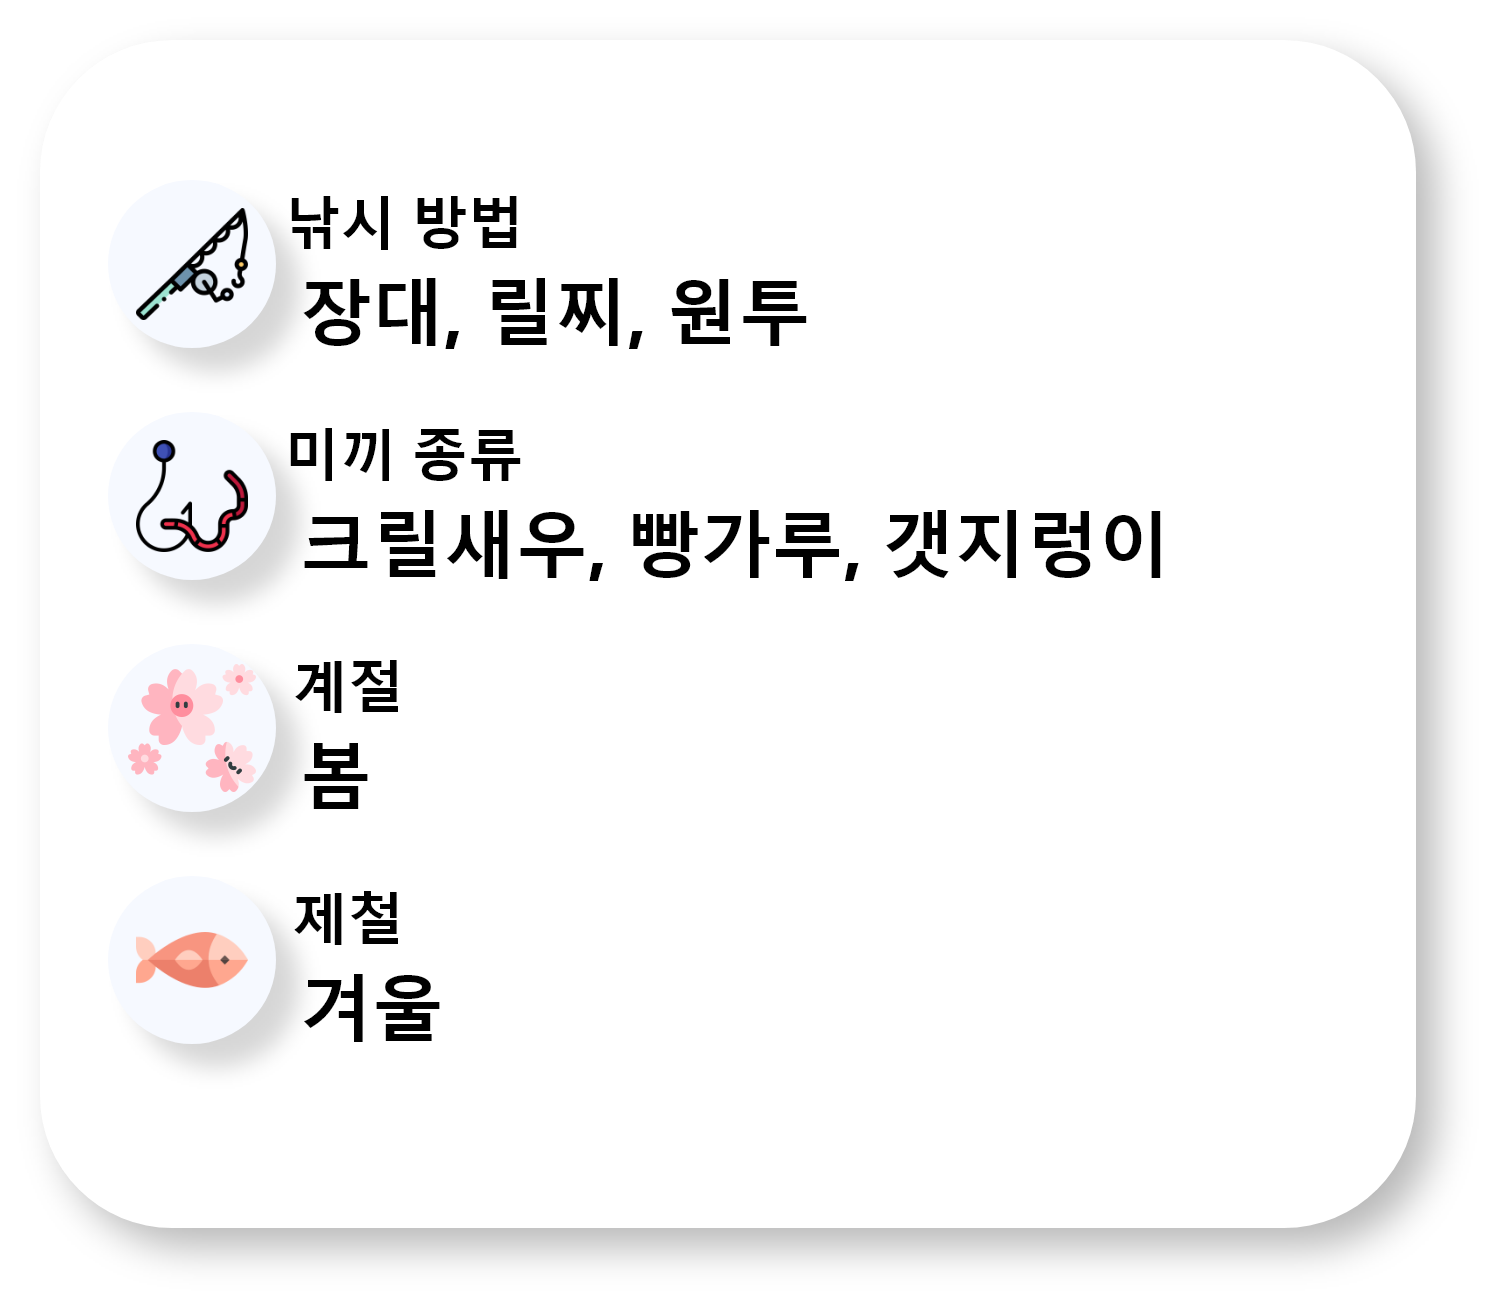 낚시 방법
장대, 릴찌, 원투
미끼 종류
크릴새우, 빵가루, 갯지렁이
계절
봄
제철
겨울